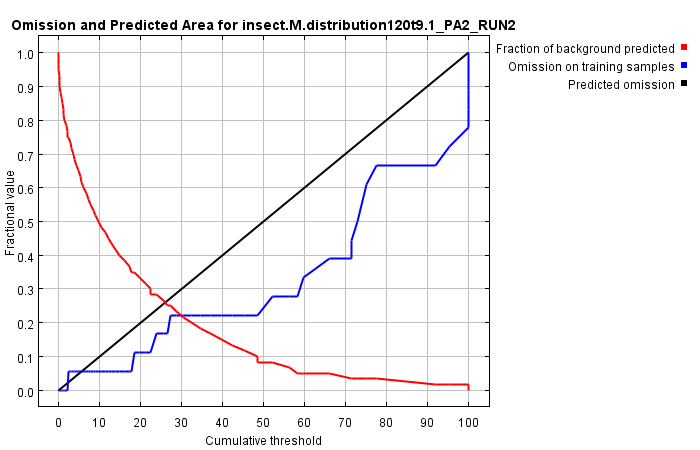 Omission and Predicted Area for insect.M.distribution120t9.1_PA2_RUN2
Fraction of background predicted
Omission on training samples
Predicted omission
Fractional value
1.0
0.9
0.8
0.7
0.6
0.5
0.4
0.3
0.2
0.1
0.0
0 10 20 30 40 50 60 70 80 90 100
Cumulative threshold